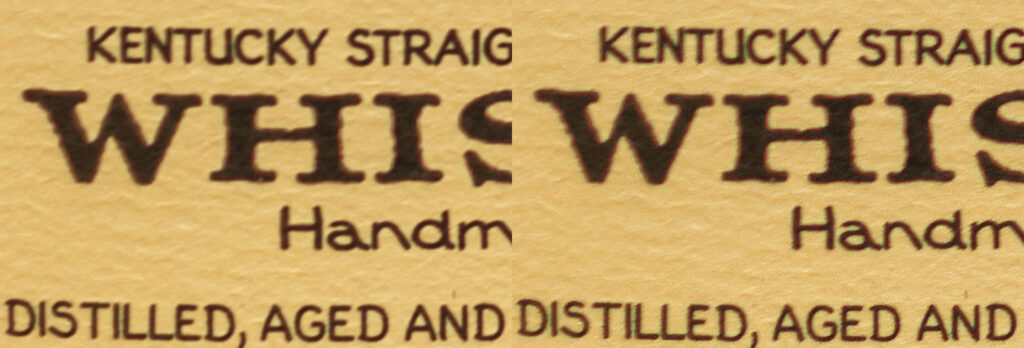 KENTUCKY STRAIG KENTUCKY STRAIG
WHIS WHIS
Handm Handm
DISTILLED, AGED AND DISTILLED, AGED AND